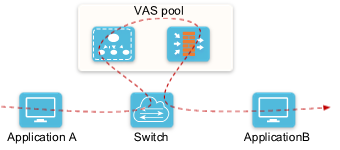 VAS pool
Application A
Switch
ApplicationB